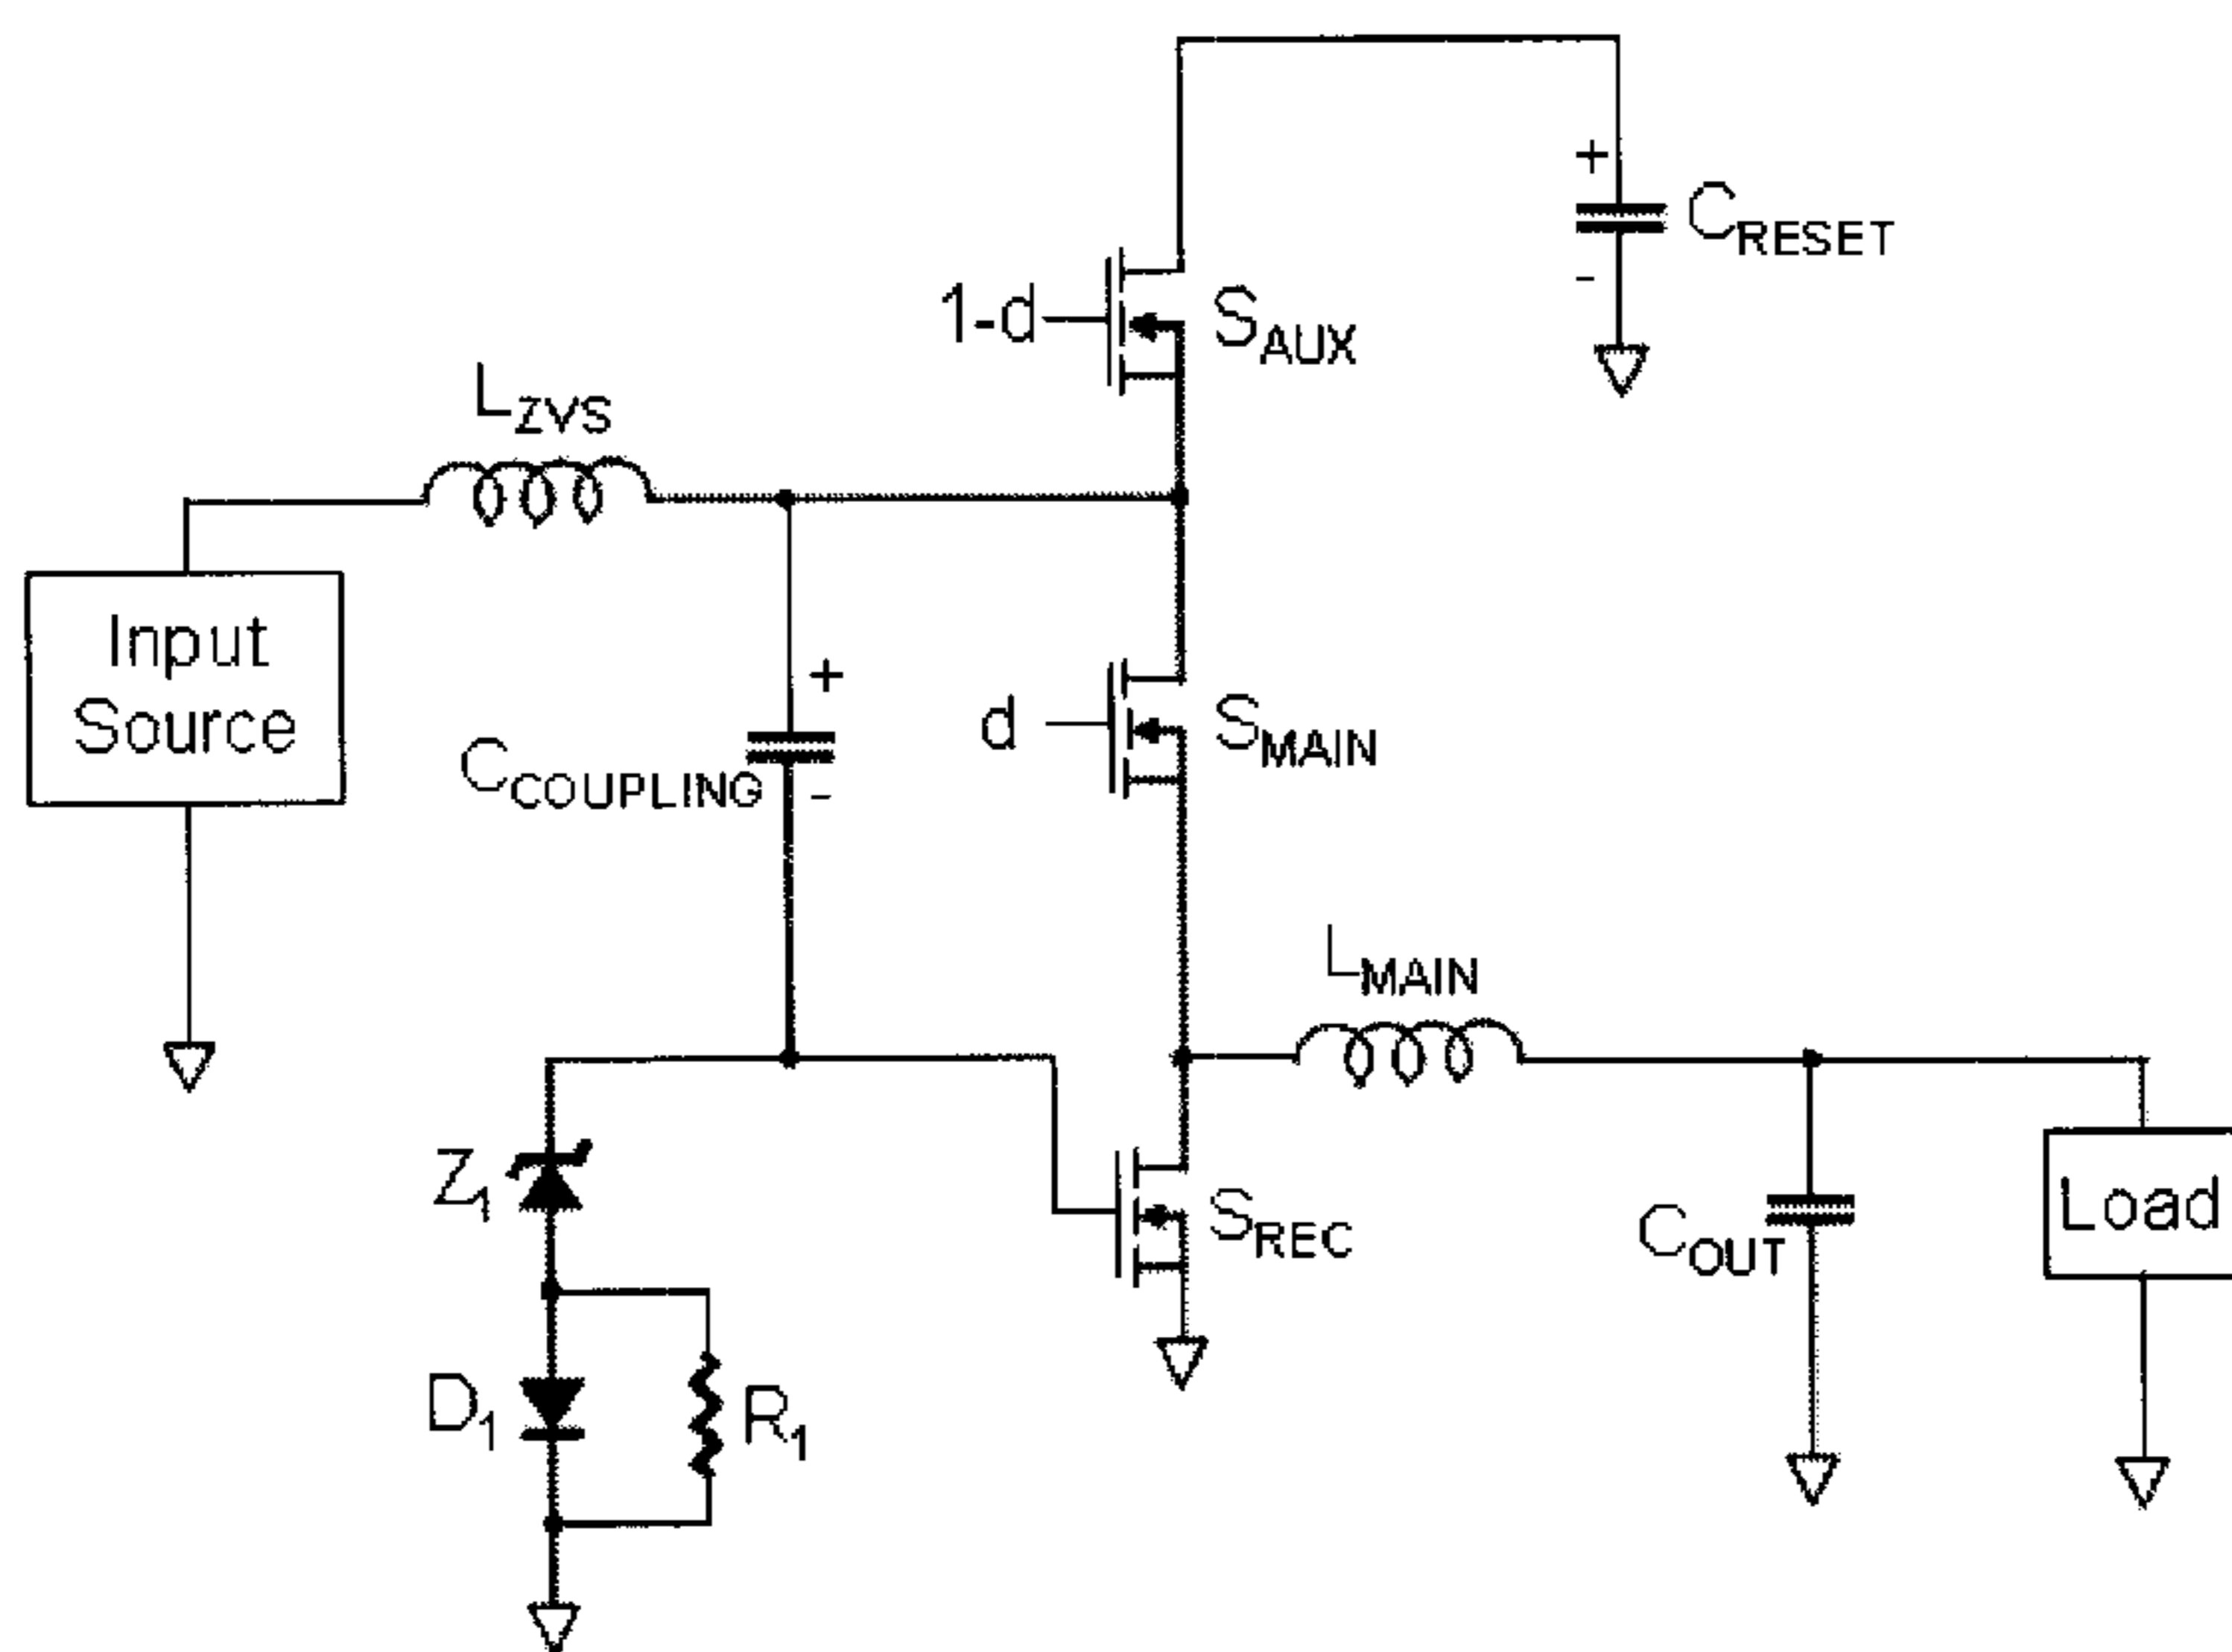 +
C_RESET
-
1-d
S_AUX
L_ZVS
Input
Source
+
C_COUPLING
-
d
S_MAIN
L_MAIN
Z_1
S_REC
C_OUT
Load
D_1
R_1